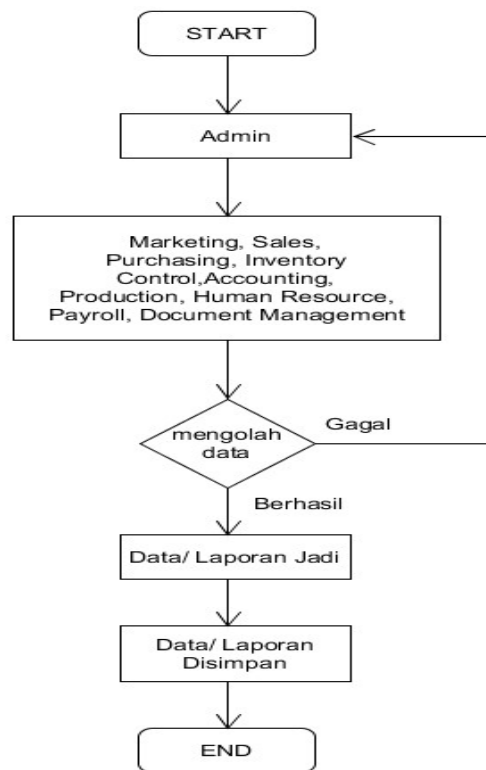 START
Admin
Marketing, Sales,
Purchasing, Inventory
Control,Accounting,
Production, Human Resource,
Payroll, Document Management
mengolah
data
Gagal
Berhasil
Data/ Laporan Jadi
Data/ Laporan
Disimpan
END